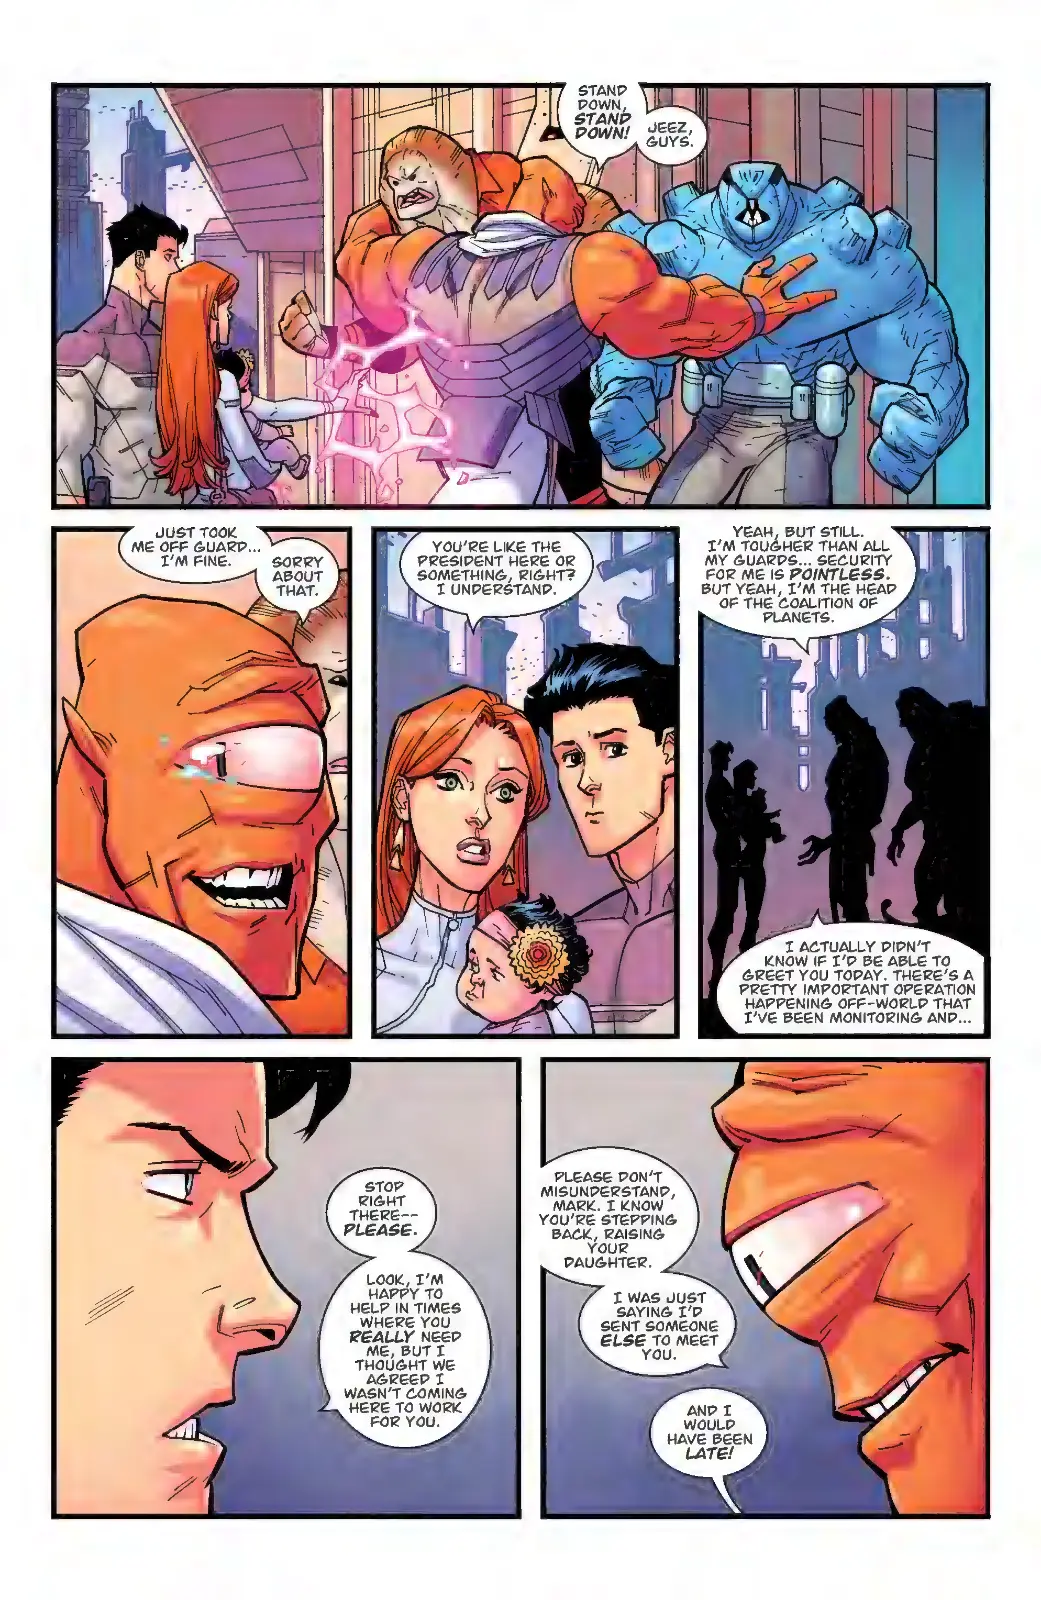 STAND
DOWN,
STAND
DOWN!
JEEZ,
GUYS.
JUST TOOK
ME OFF GUARD...
I'M FINE.
SORRY
ABOUT
THAT.
YOU'RE LIKE THE
PRESIDENT HERE OR
SOMETHING, RIGHT?
I UNDERSTAND.
YEAH, BUT STILL.
I'M TOUGHER THAN ALL
MY GUARDS... SECURITY
FOR ME IS POINTLESS.
BUT YEAH, I'M THE HEAD
OF THE COALITION OF
PLANETS.
I ACTUALLY DIDN'T
KNOW IF I'D BE ABLE TO
GREET YOU TODAY. THERE'S A
PRETTY IMPORTANT OPERATION
HAPPENING OFF-WORLD THAT
I'VE BEEN MONITORING AND...
STOP
RIGHT
THERE--
PLEASE.
LOOK, I'M
HAPPY TO
HELP IN TIMES
WHERE YOU
REALLY NEED
ME, BUT I
THOUGHT WE
AGREED I
WASN'T COMING
HERE TO WORK
FOR YOU.
PLEASE DON'T
MISUNDERSTAND,
MARK. I KNOW
YOU'RE STEPPING
BACK, RAISING
YOUR
DAUGHTER.
I WAS JUST
SAYING I'D
SENT SOMEONE
ELSE TO MEET
YOU.
AND I
WOULD
HAVE BEEN
LATE!